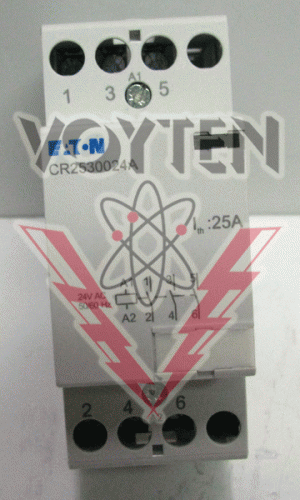 1 3 A1 5
VOYTEN
EATON
CR2530024A
Ith :25A
A1 1 3 5
24V AC
50/60 Hz
A2 2 4 6
2 4 6
A2